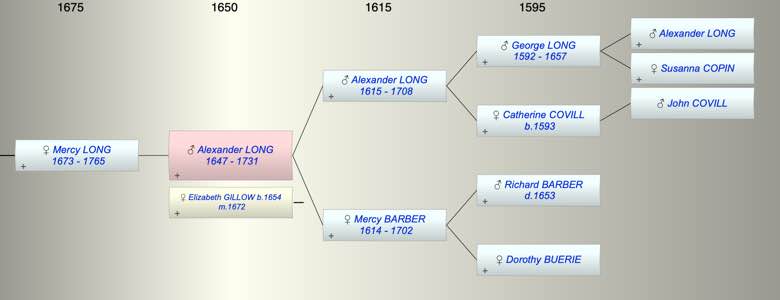 1675 1650 1615 1595
♂ Alexander LONG
+
♂ George LONG
1592 - 1657
+
♀ Susanna COPIN
+
♂ Alexander LONG
1615 - 1708
+
♀ Catherine COVILL
b.1593
+
♂ John COVILL
♀ Mercy LONG
1673 - 1765
+
♂ Alexander LONG
1647 - 1731
+
♀ Elizabeth GILLOW b.1654
m.1672
+
♂ Richard BARBER
d.1653
+
♀ Mercy BARBER
1614 - 1702
+
♀ Dorothy BUERIE
+